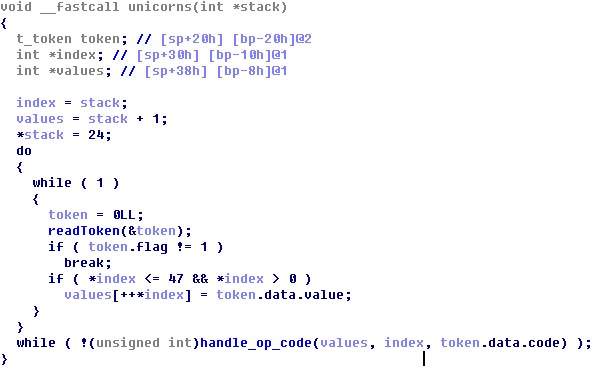 void __fastcall unicorns(int *stack)
{
  t_token token; // [sp+20h] [bp-20h]@2
  int *index; // [sp+30h] [bp-10h]@1
  int *values; // [sp+38h] [bp-8h]@1

  index = stack;
  values = stack + 1;
  *stack = 24;
  do
  {
    while ( 1 )
    {
      token = 0LL;
      readToken(&token);
      if ( token.flag != 1 )
        break;
      if ( *index <= 47 && *index > 0 )
        values[++*index] = token.data.value;
    }
  }
  while ( !(unsigned int)handle_op_code(values, index, token.data.code) );
}